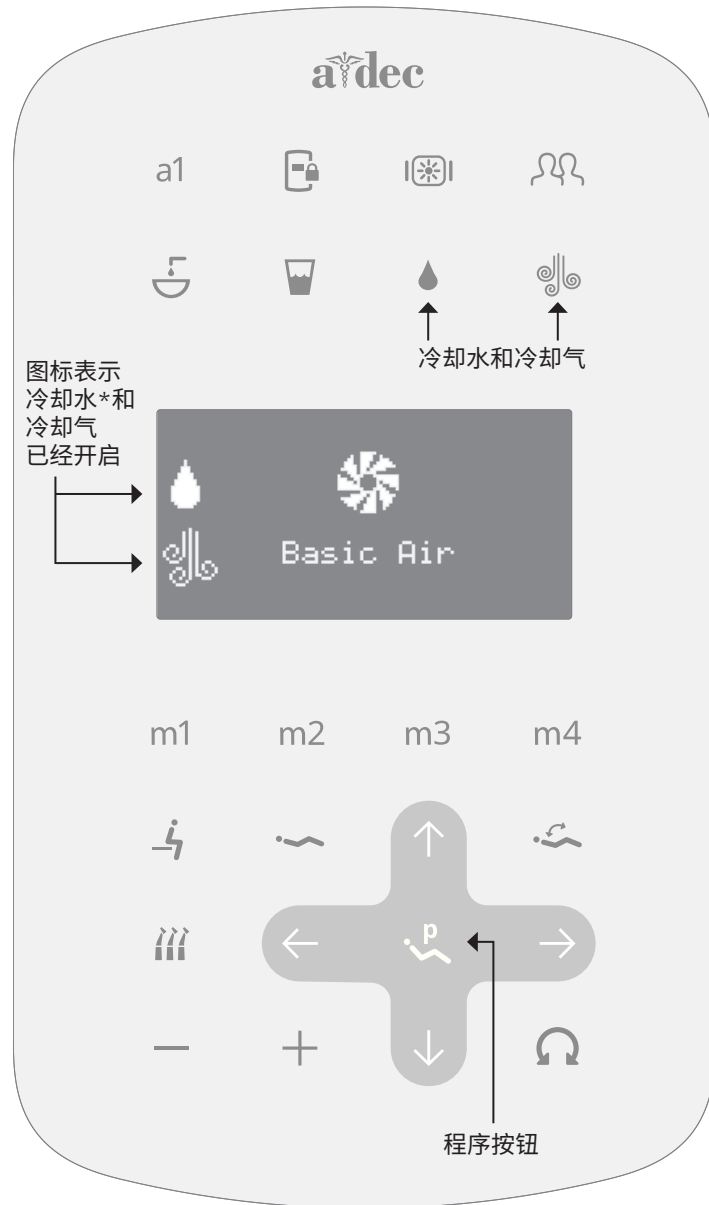 a dec
a1
冷却水和冷却气
图标表示
冷却水*和
冷却气
已经开启
Basic Air
m1 m2 m3 m4
p
程序按钮